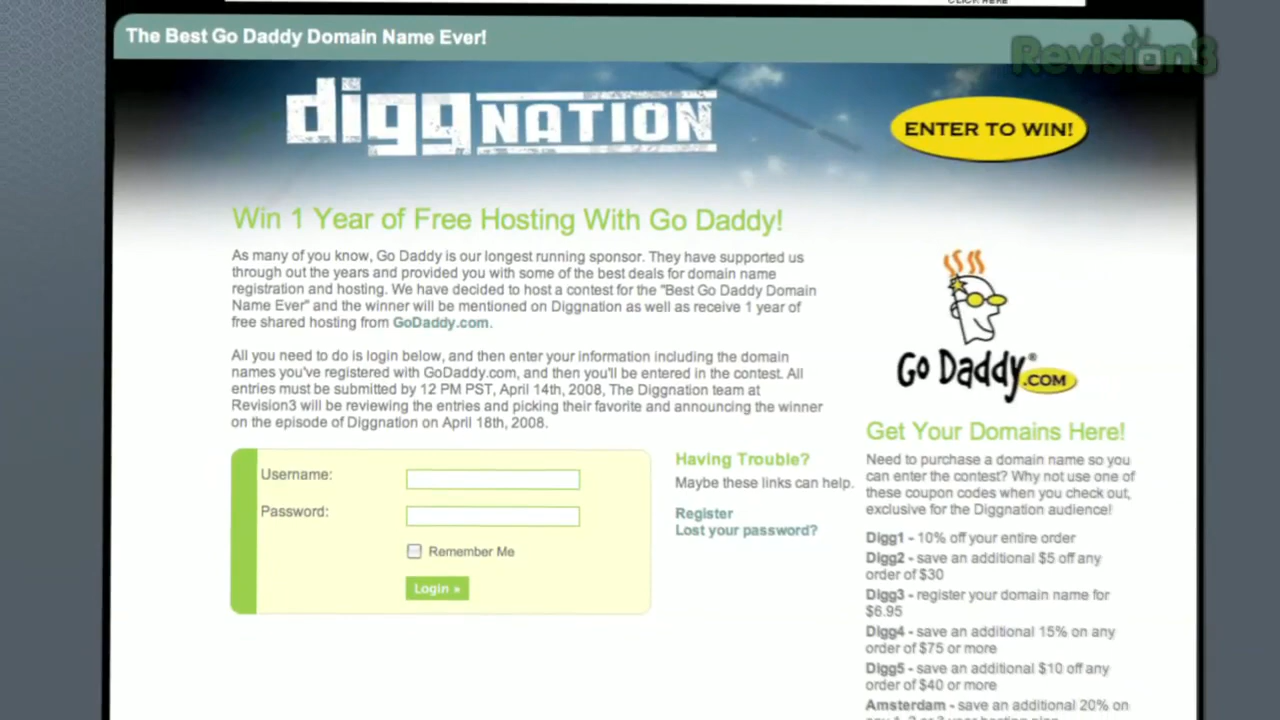 CLICK HERE
The Best Go Daddy Domain Name Ever!
Revision3
digg NATION
ENTER TO WIN!
Win 1 Year of Free Hosting With Go Daddy!
As many of you know, Go Daddy is our longest running sponsor. They have supported us
through out the years and provided you with some of the best deals for domain name
registration and hosting. We have decided to host a contest for the "Best Go Daddy Domain
Name Ever" and the winner will be mentioned on Diggnation as well as receive 1 year of
free shared hosting from GoDaddy.com.
All you need to do is login below, and then enter your information including the domain
names you've registered with GoDaddy.com, and then you'll be entered in the contest. All
entries must be submitted by 12 PM PST, April 14th, 2008, The Diggnation team at
Revision3 will be reviewing the entries and picking their favorite and announcing the winner
on the episode of Diggnation on April 18th, 2008.
Username:
Password:
Remember Me
Login »
Having Trouble?
Maybe these links can help.
Register
Lost your password?
Go Daddy®.COM
Get Your Domains Here!
Need to purchase a domain name so you
can enter the contest? Why not use one of
these coupon codes when you check out,
exclusive for the Diggnation audience!
Digg1 - 10% off your entire order
Digg2 - save an additional $5 off any
order of $30
Digg3 - register your domain name for
$6.95
Digg4 - save an additional 15% on any
order of $75 or more
Digg5 - save an additional $10 off any
order of $40 or more
Amsterdam - save an additional 20% on